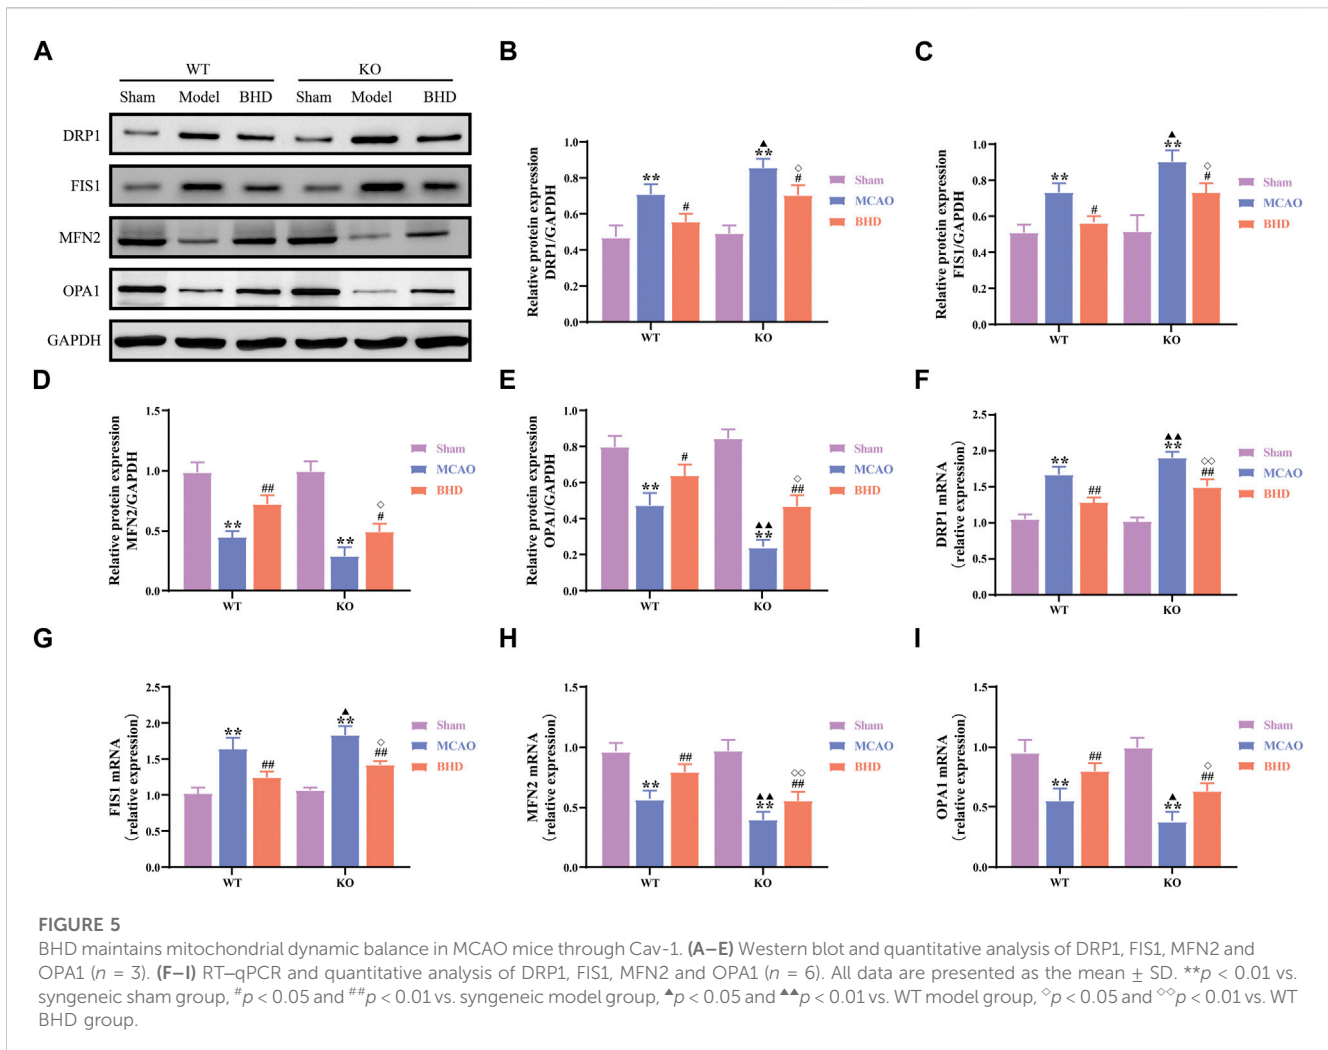 A
WT KO
Sham Model BHD Sham Model BHD
DRP1
FIS1
MFN2
OPA1
GAPDH
B
Relative protein expression
DRP1/GAPDH
1.0
0.8
0.6
0.4
0.2
0.0
** # ▲ ** ◇ #
WT KO
Sham
MCAO
BHD
C
Relative protein expression
FIS1/GAPDH
1.0
0.8
0.6
0.4
0.2
0.0
** # ▲ ** ◇ #
WT KO
Sham
MCAO
BHD
D
Relative protein expression
MFN2/GAPDH
1.5
1.0
0.5
0.0
** ## ** ◇ #
WT KO
Sham
MCAO
BHD
E
Relative protein expression
OPA1/GAPDH
1.0
0.8
0.6
0.4
0.2
0.0
** # ▲▲ ** ◇ ##
WT KO
Sham
MCAO
BHD
F
DRP1 mRNA
(relative expression)
2.5
2.0
1.5
1.0
0.5
0.0
** ## ▲▲ ** ◇◇ ##
WT KO
Sham
MCAO
BHD
G
FIS1 mRNA
(relative expression)
2.5
2.0
1.5
1.0
0.5
0.0
** ## ▲ ** ◇ ##
WT KO
Sham
MCAO
BHD
H
MFN2 mRNA
(relative expression)
1.5
1.0
0.5
0.0
** ## ▲▲ ** ◇◇ ##
WT KO
Sham
MCAO
BHD
I
OPA1 mRNA
(relative expression)
1.5
1.0
0.5
0.0
** ## ▲ ** ◇ ##
WT KO
Sham
MCAO
BHD
FIGURE 5
BHD maintains mitochondrial dynamic balance in MCAO mice through Cav-1. (A–E) Western blot and quantitative analysis of DRP1, FIS1, MFN2 and
OPA1 (n = 3). (F–I) RT–qPCR and quantitative analysis of DRP1, FIS1, MFN2 and OPA1 (n = 6). All data are presented as the mean ± SD. **p < 0.01 vs.
syngeneic sham group, #p < 0.05 and ##p < 0.01 vs. syngeneic model group, ▲p < 0.05 and ▲▲p < 0.01 vs. WT model group, ◇p < 0.05 and ◇◇p < 0.01 vs. WT
BHD group.